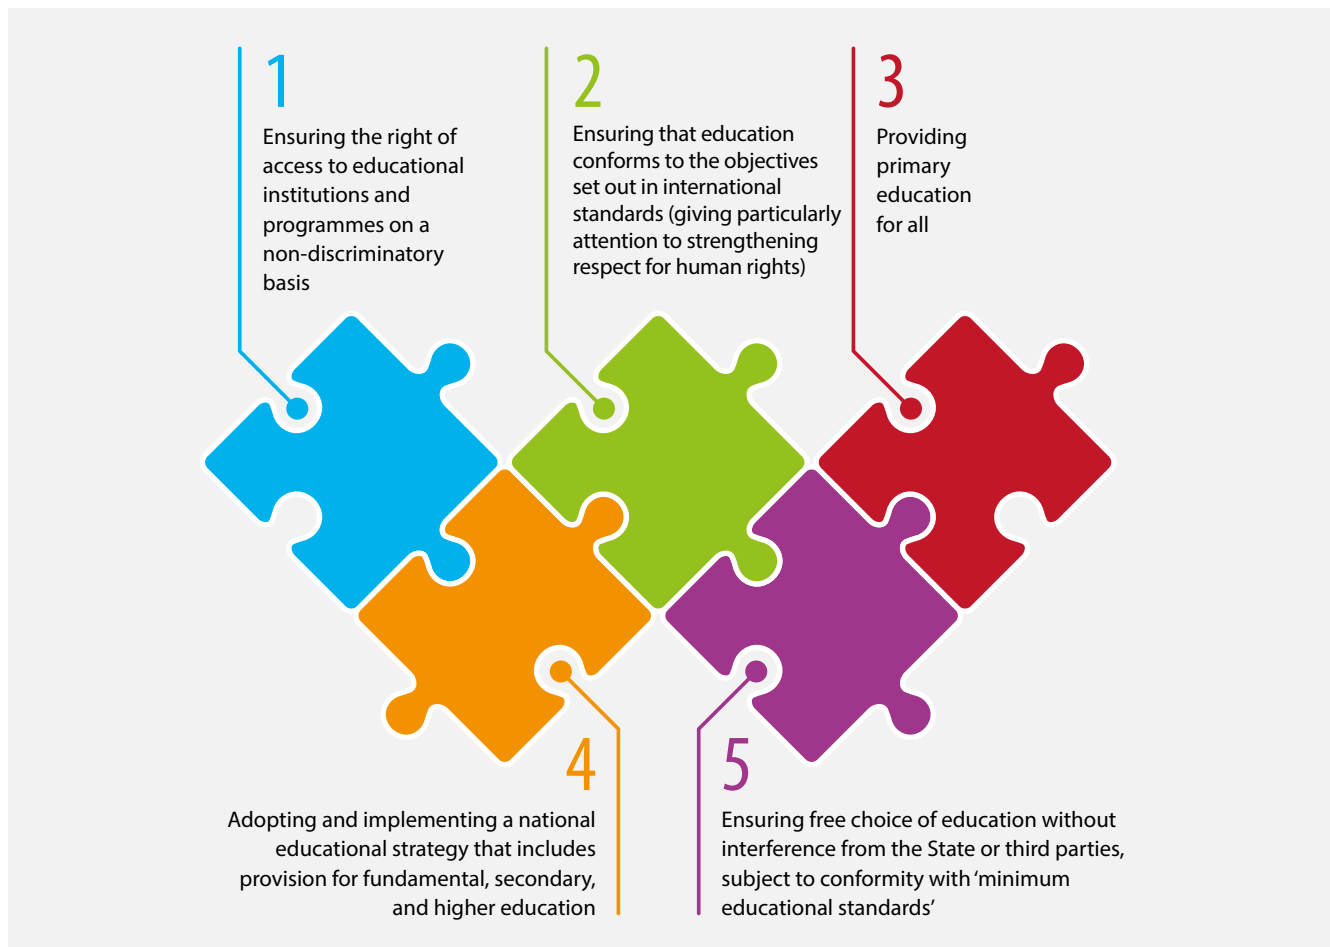 1
Ensuring the right of
access to educational
institutions and
programmes on a
non-discriminatory
basis
2
Ensuring that education
conforms to the objectives
set out in international
standards (giving particularly
attention to strengthening
respect for human rights)
3
Providing
primary
education
for all
4
Adopting and implementing a national
educational strategy that includes
provision for fundamental, secondary,
and higher education
5
Ensuring free choice of education without
interference from the State or third parties,
subject to conformity with ‘minimum
educational standards’